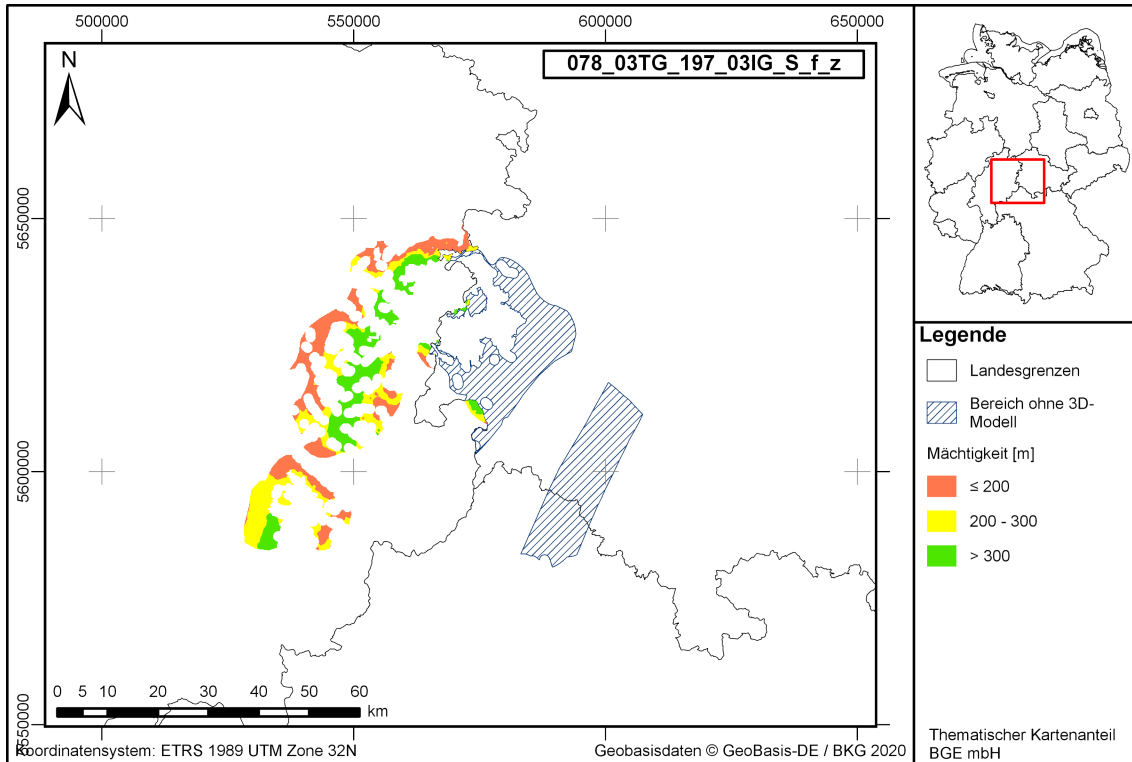 500000 550000 600000 650000
078_03TG_197_03IG_S_f_z
N
5650000
5600000
5550000
0 5 10 20 30 40 50 60
km
Koordinatensystem: ETRS 1989 UTM Zone 32N
Geobasisdaten © GeoBasis-DE / BKG 2020
Legende
Landesgrenzen
Bereich ohne 3D-
Modell
Mächtigkeit [m]
≤ 200
200 - 300
> 300
Thematischer Kartenanteil
BGE mbH